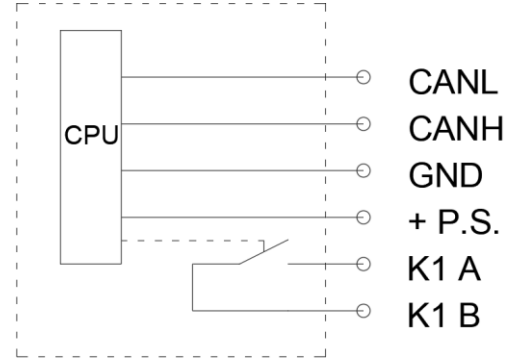 CPU
CANL
CANH
GND
+ P.S.
K1 A
K1 B